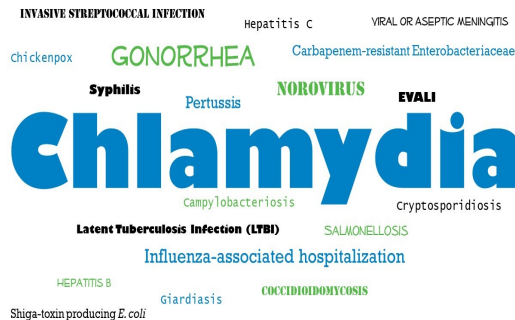 INVASIVE STREPTOCOCCAL INFECTION
Hepatitis C
VIRAL OR ASEPTIC MENINGITIS
Chickenpox
GONORRHEA
Carbapenem-resistant Enterobacteriaceae
Syphilis
Pertussis
NOROVIRUS
EVALI
Chlamydia
Campylobacteriosis
Cryptosporidiosis
Latent Tuberculosis Infection (LTBI)
SALMONELLOSIS
Influenza-associated hospitalization
HEPATITIS B
Giardiasis
COCCIDIOIDOMYCOSIS
Shiga-toxin producing E. coli